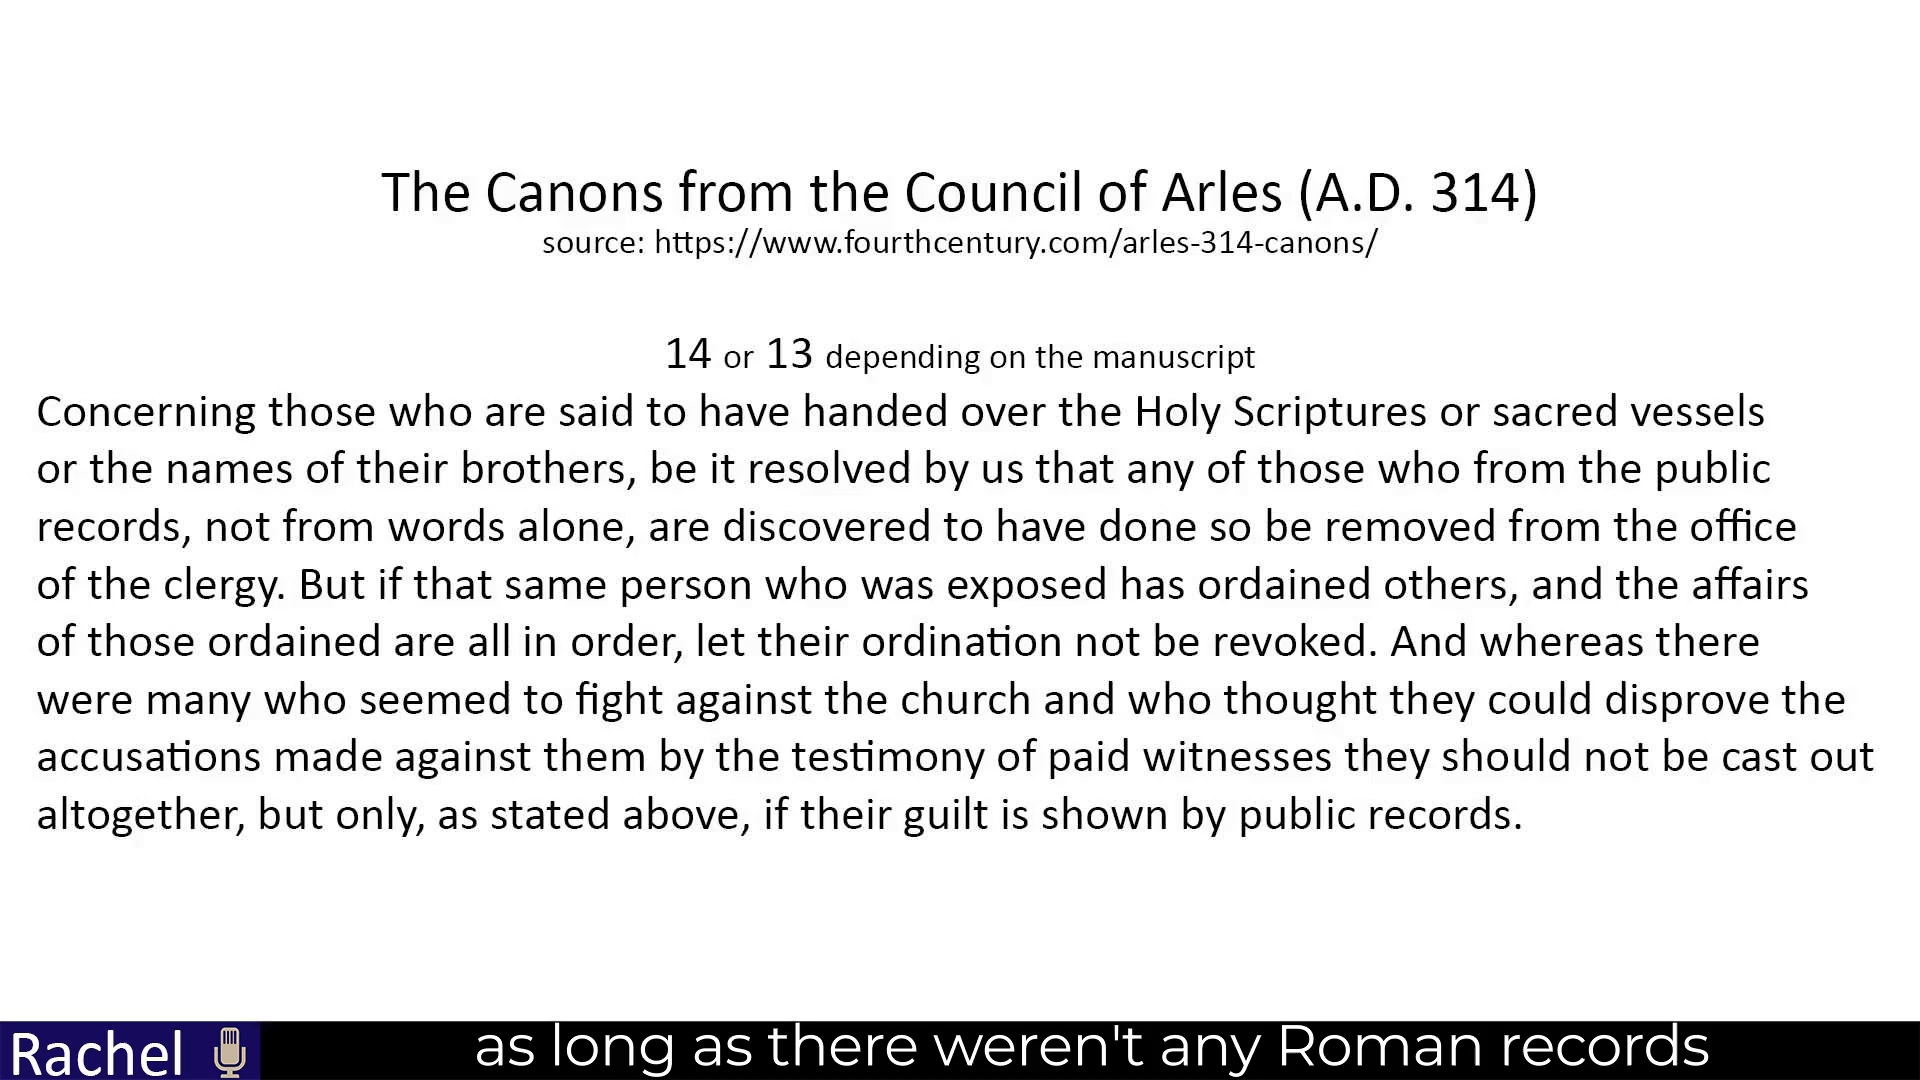 The Canons from the Council of Arles (A.D. 314)
source: https://www.fourthcentury.com/arles-314-canons/
14 or 13 depending on the manuscript
Concerning those who are said to have handed over the Holy Scriptures or sacred vessels
or the names of their brothers, be it resolved by us that any of those who from the public
records, not from words alone, are discovered to have done so be removed from the office
of the clergy. But if that same person who was exposed has ordained others, and the affairs
of those ordained are all in order, let their ordination not be revoked. And whereas there
were many who seemed to fight against the church and who thought they could disprove the
accusations made against them by the testimony of paid witnesses they should not be cast out
altogether, but only, as stated above, if their guilt is shown by public records.
Rachel
as long as there weren't any Roman records